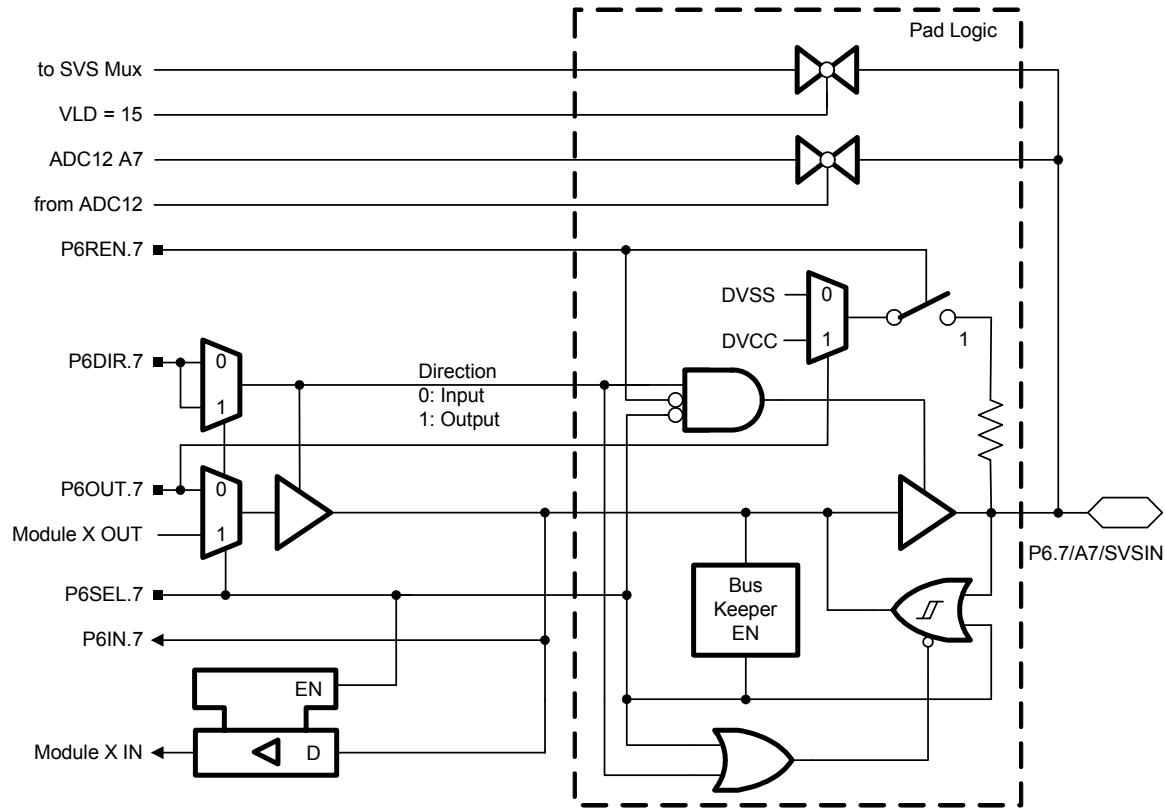 Pad Logic
to SVS Mux
VLD = 15
ADC12 A7
from ADC12
P6REN.7
DVSS
0
DVCC
1
1
P6DIR.7
0
1
Direction
0: Input
1: Output
P6OUT.7
0
Module X OUT
1
P6.7/A7/SVSIN
P6SEL.7
Bus
Keeper
EN
P6IN.7
EN
Module X IN
D